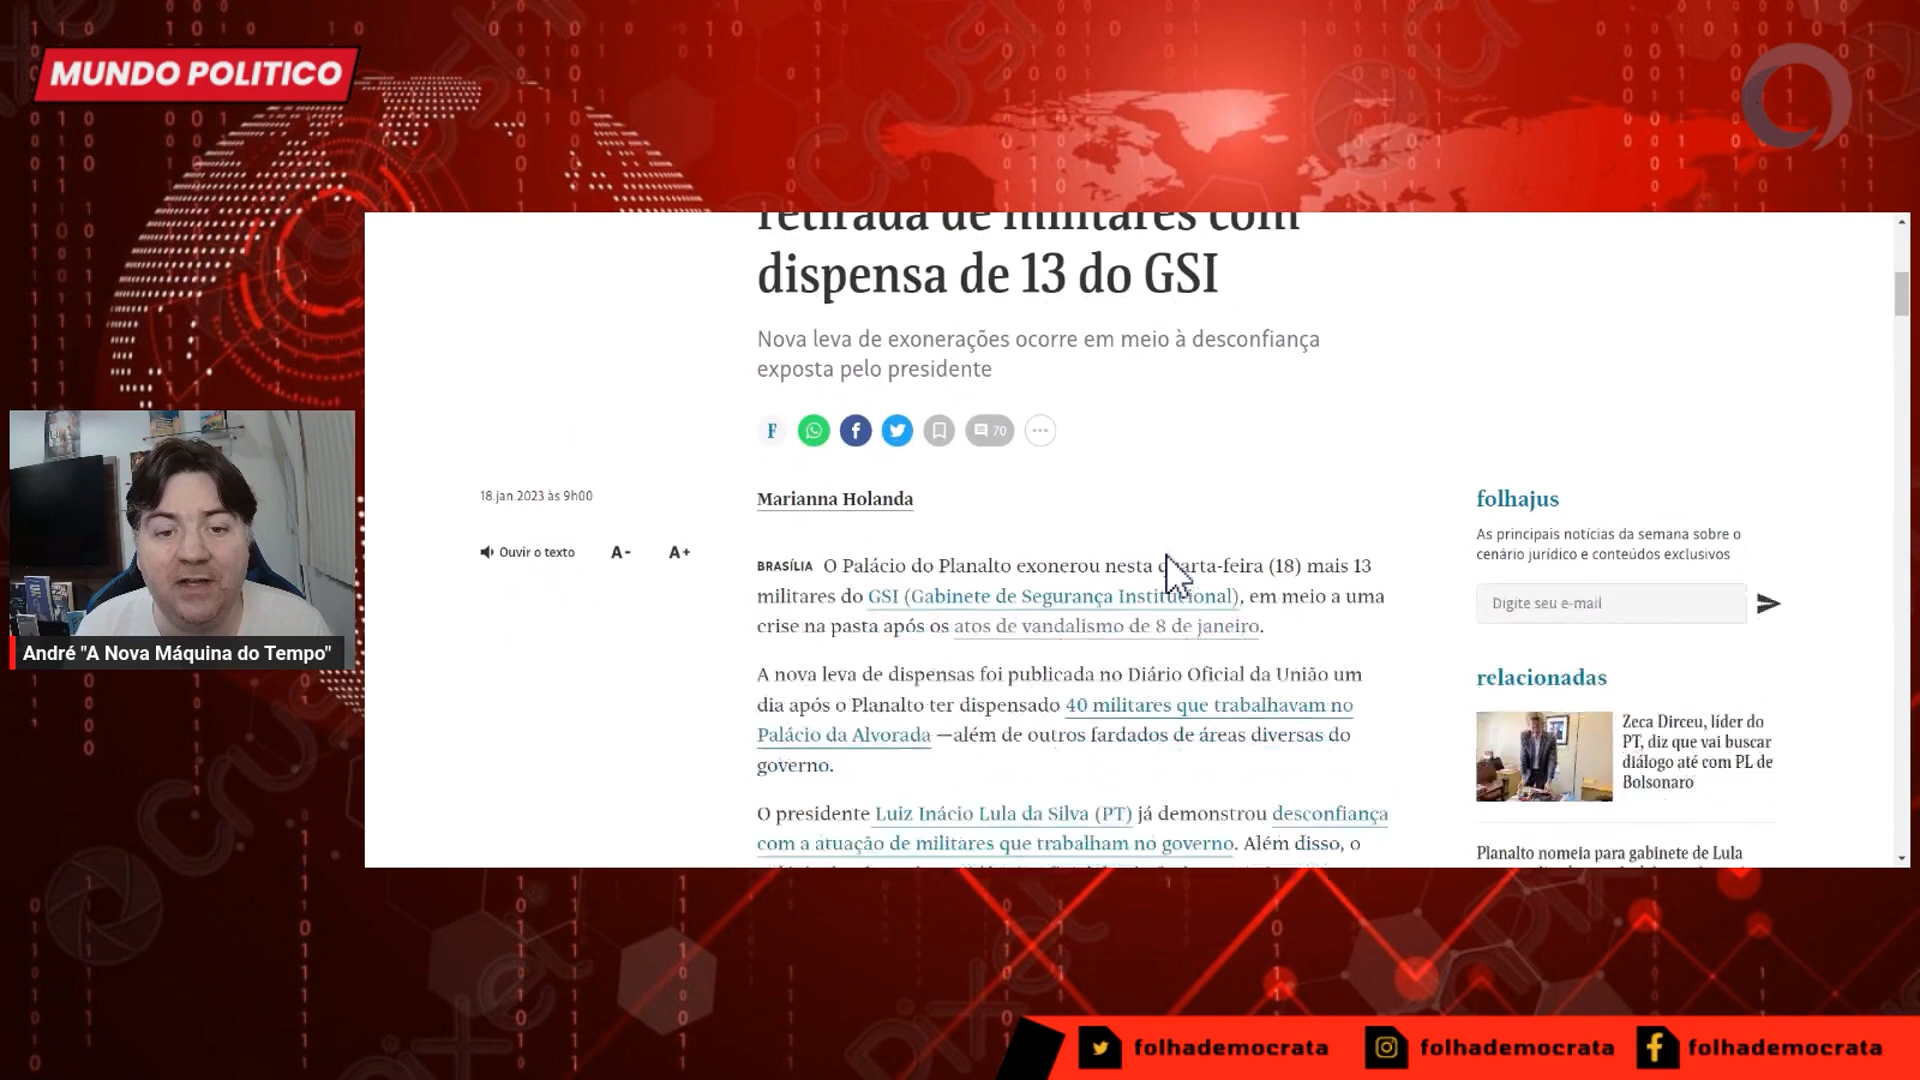 MUNDO POLITICO
retirada de militares com
dispensa de 13 do GSI
Nova leva de exonerações ocorre em meio à desconfiança
exposta pelo presidente
F
70
18.jan.2023 às 9h00
Ouvir o texto A- A+
Marianna Holanda
BRASÍLIA O Palácio do Planalto exonerou nesta quarta-feira (18) mais 13
militares do GSI (Gabinete de Segurança Institucional), em meio a uma
crise na pasta após os atos de vandalismo de 8 de janeiro.
A nova leva de dispensas foi publicada no Diário Oficial da União um
dia após o Planalto ter dispensado 40 militares que trabalhavam no
Palácio da Alvorada —além de outros fardados de áreas diversas do
governo.
O presidente Luiz Inácio Lula da Silva (PT) já demonstrou desconfiança
com a atuação de militares que trabalham no governo. Além disso, o
folhajus
As principais notícias da semana sobre o
cenário jurídico e conteúdos exclusivos
Digite seu e-mail
relacionadas
Zeca Dirceu, líder do
PT, diz que vai buscar
diálogo até com PL de
Bolsonaro
Planalto nomeia para gabinete de Lula
André "A Nova Máquina do Tempo"
folhademocrata
folhademocrata
folhademocrata